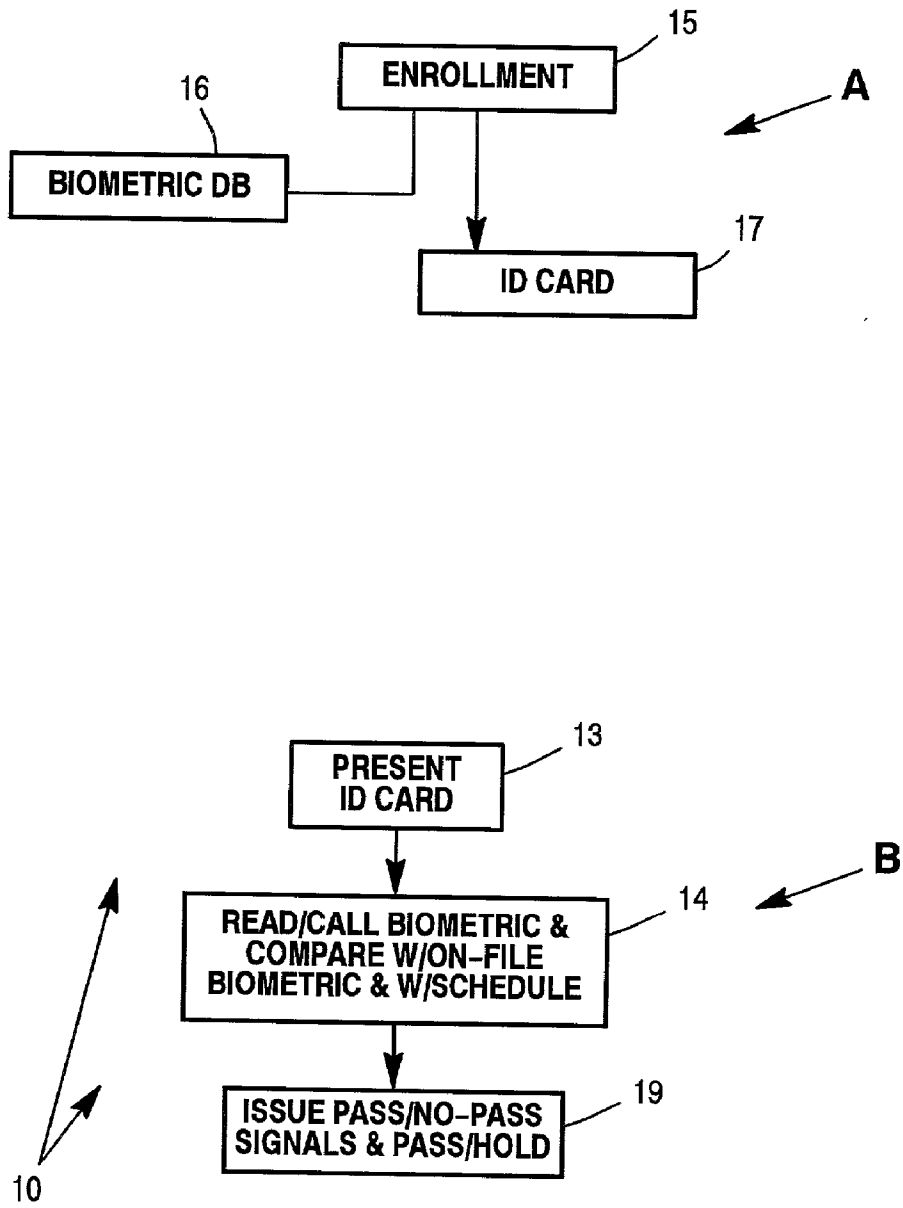 15
ENROLLMENT
A
16
BIOMETRIC DB
17
ID CARD
13
PRESENT
ID CARD
B
14
READ/CALL BIOMETRIC &
COMPARE W/ON-FILE
BIOMETRIC & W/SCHEDULE
19
ISSUE PASS/NO-PASS
SIGNALS & PASS/HOLD
10